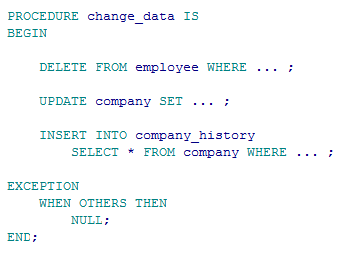 PROCEDURE change_data IS
BEGIN
DELETE FROM employee WHERE ... ;
UPDATE company SET ... ;
INSERT INTO company_history
SELECT * FROM company WHERE ... ;
EXCEPTION
WHEN OTHERS THEN
NULL;
END;